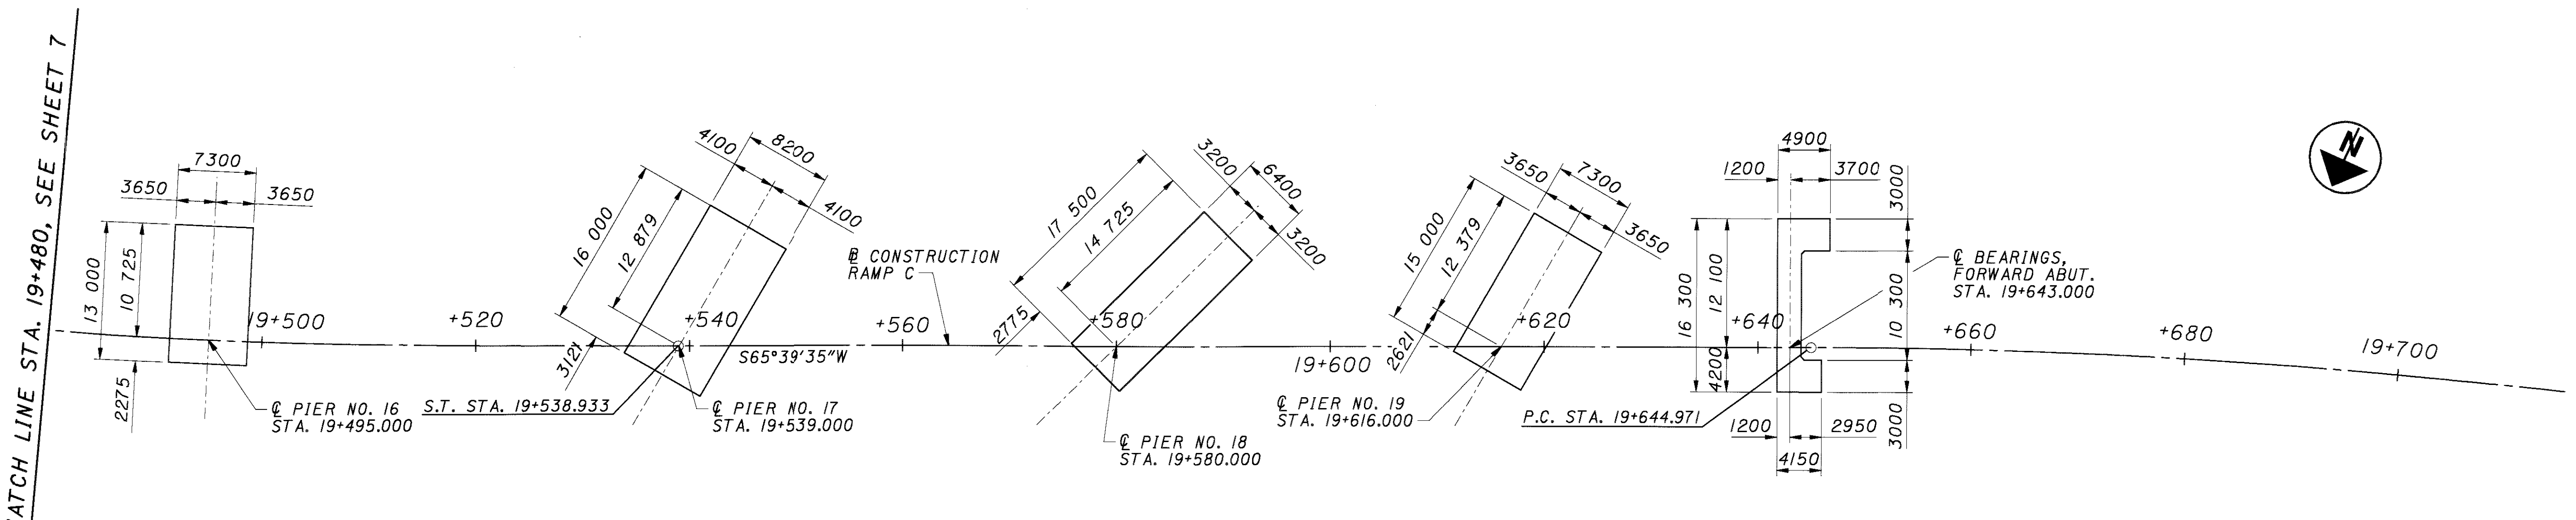 MATCH LINE STA. 19+480, SEE SHEET 7
7300
3650
3650
13 000
10 725
2275
19+500
℄ PIER NO. 16
STA. 19+495.000
+520
S.T. STA. 19+538.933
4100
8200
4100
16 000
12 879
3121
+540
S65°39'35"W
℄ PIER NO. 17
STA. 19+539.000
+560
B CONSTRUCTION
RAMP C
3200
6400
3200
17 500
14 725
2775
+580
℄ PIER NO. 18
STA. 19+580.000
19+600
3650
7300
3650
15 000
12 379
2621
+620
℄ PIER NO. 19
STA. 19+616.000
P.C. STA. 19+644.971
4900
1200
3700
3000
16 300
12 100
4200
10 300
+640
1200
2950
4150
3000
℄ BEARINGS,
FORWARD ABUT.
STA. 19+643.000
+660
+680
19+700
N